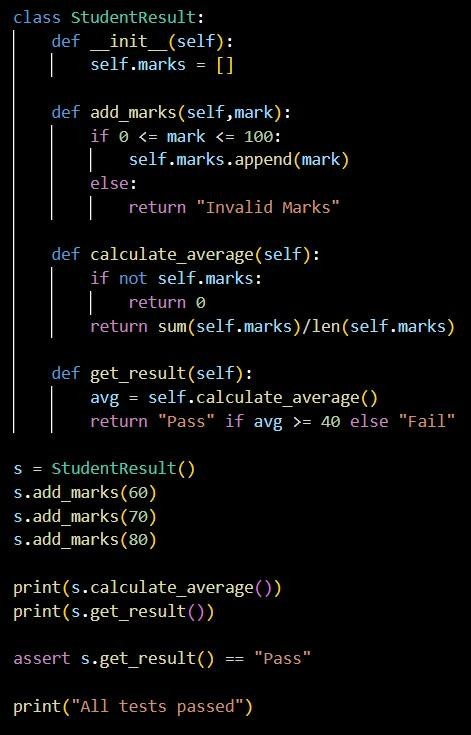 class StudentResult:
    def __init__(self):
        self.marks = []

    def add_marks(self,mark):
        if 0 <= mark <= 100:
            self.marks.append(mark)
        else:
            return "Invalid Marks"

    def calculate_average(self):
        if not self.marks:
            return 0
        return sum(self.marks)/len(self.marks)

    def get_result(self):
        avg = self.calculate_average()
        return "Pass" if avg >= 40 else "Fail"

s = StudentResult()
s.add_marks(60)
s.add_marks(70)
s.add_marks(80)

print(s.calculate_average())
print(s.get_result())

assert s.get_result() == "Pass"

print("All tests passed")